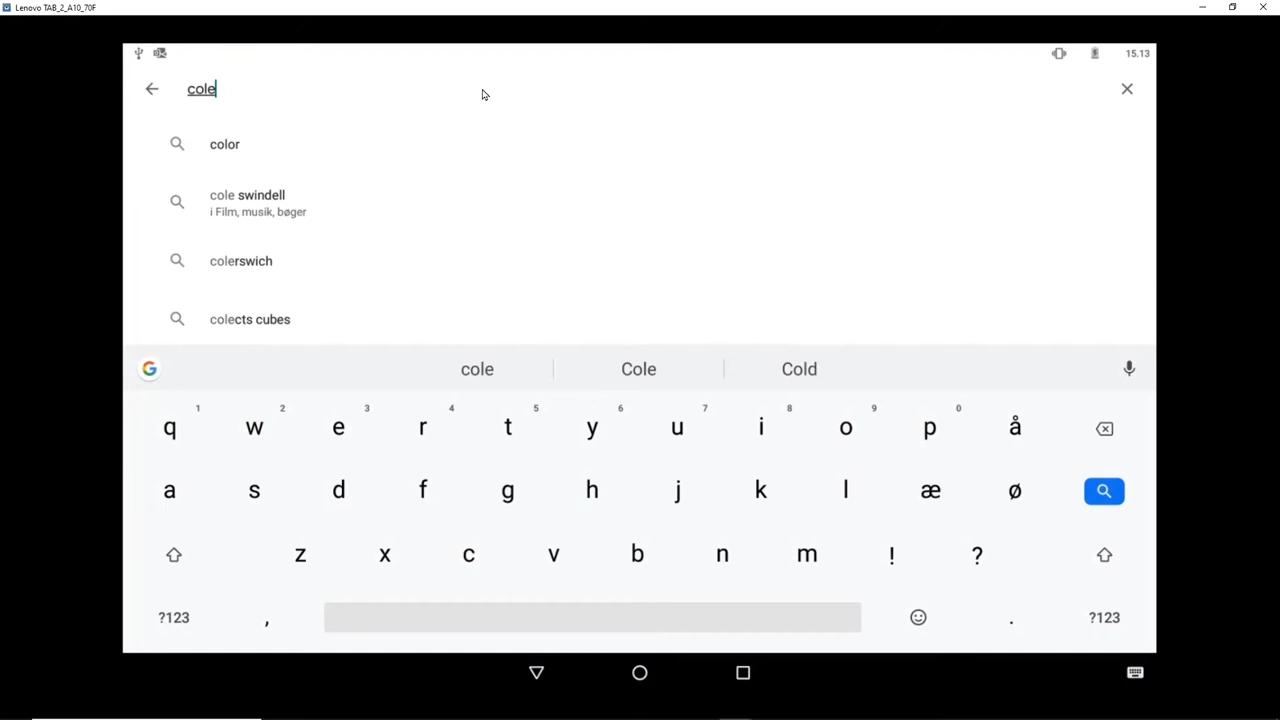 Lenovo TAB_2_A10_70F
15.13
cole
color
cole swindell
i Film, musik, bøger
colerswich
colects cubes
cole Cole Cold
1 2 3 4 5 6 7 8 9 0
q w e r t y u i o p å
a s d f g h j k l æ ø
z x c v b n m ! ?
?123 , . ?123